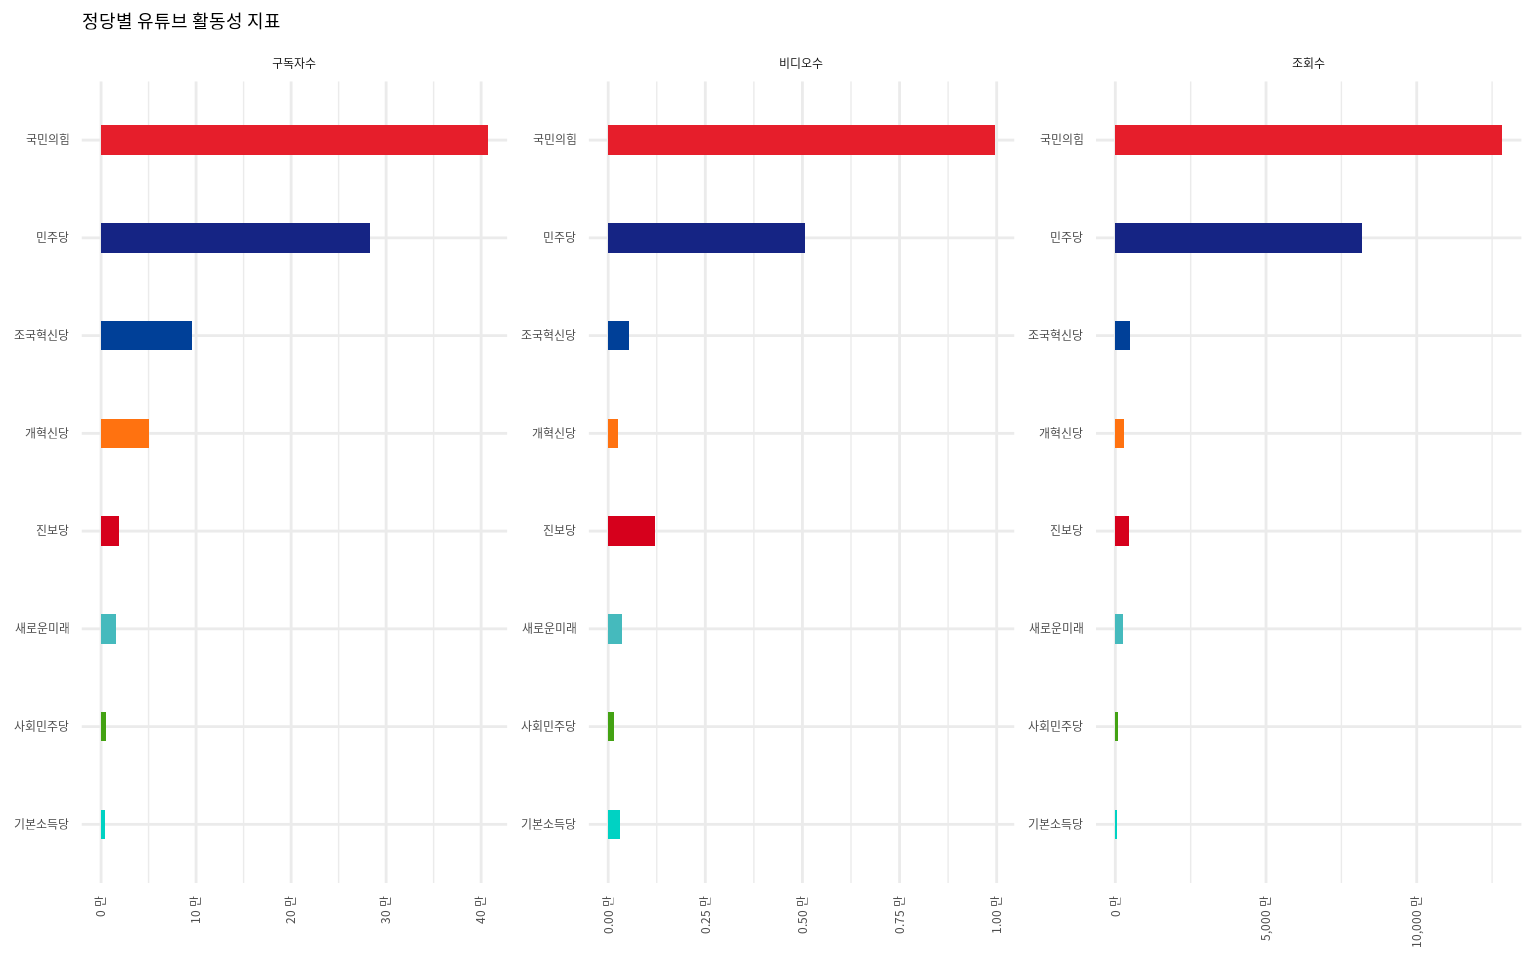 정당별 유튜브 활동성 지표
구독자수
국민의힘
민주당
조국혁신당
개혁신당
진보당
새로운미래
사회민주당
기본소득당
0 만
10 만
20 만
30 만
40 만
비디오수
국민의힘
민주당
조국혁신당
개혁신당
진보당
새로운미래
사회민주당
기본소득당
0.00 만
0.25 만
0.50 만
0.75 만
1.00 만
조회수
국민의힘
민주당
조국혁신당
개혁신당
진보당
새로운미래
사회민주당
기본소득당
0 만
5,000 만
10,000 만